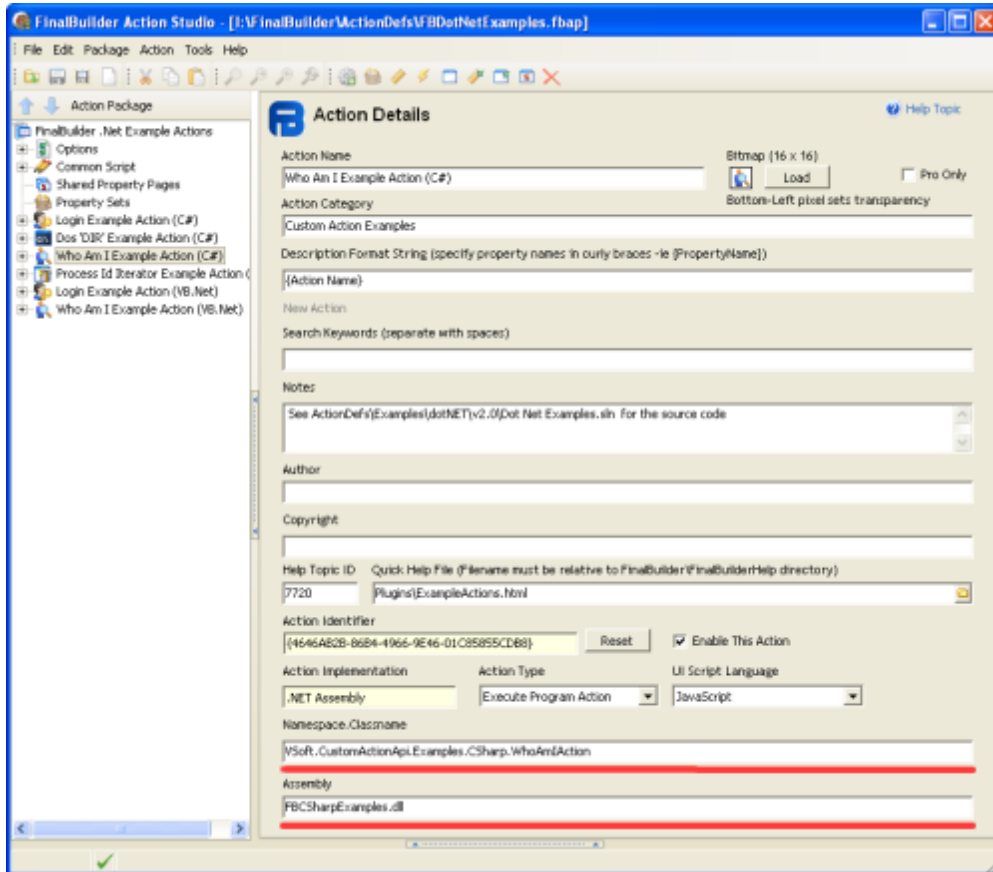 FinalBuilder Action Studio - [I:\FinalBuilder\ActionDefs\FBDotNetExamples.fbap]
File Edit Package Action Tools Help
Action Package
FinalBuilder .Net Example Actions
Options
Common Script
Shared Property Pages
Property Sets
Login Example Action (C#)
Dos 'DIR' Example Action (C#)
Who Am I Example Action (C#)
Process Id Iterator Example Action (
Login Example Action (VB.Net)
Who Am I Example Action (VB.Net)
Action Details
Help Topic
Action Name
Who Am I Example Action (C#)
Bitmap (16 x 16)
Load
Pro Only
Bottom-Left pixel sets transparency
Action Category
Custom Action Examples
Description Format String (specify property names in curly braces -ie {PropertyName})
{Action Name}
New Action
Search Keywords (separate with spaces)
Notes
See ActionDefs\Examples\dotNET\v2.0\Dot Net Examples.sln for the source code
Author
Copyright
Help Topic ID Quick Help File (Filename must be relative to FinalBuilder\FinalBuilderHelp directory)
7720 Plugins\ExampleActions.html
Action Identifier
{4646AB2B-86B4-4966-9E46-01C85855CDB8} Reset Enable This Action
Action Implementation Action Type UI Script Language
.NET Assembly Execute Program Action JavaScript
Namespace.Classname
VSoft.CustomActionApi.Examples.CSharp.WhoAmIAction
Assembly
FBCSharpExamples.dll